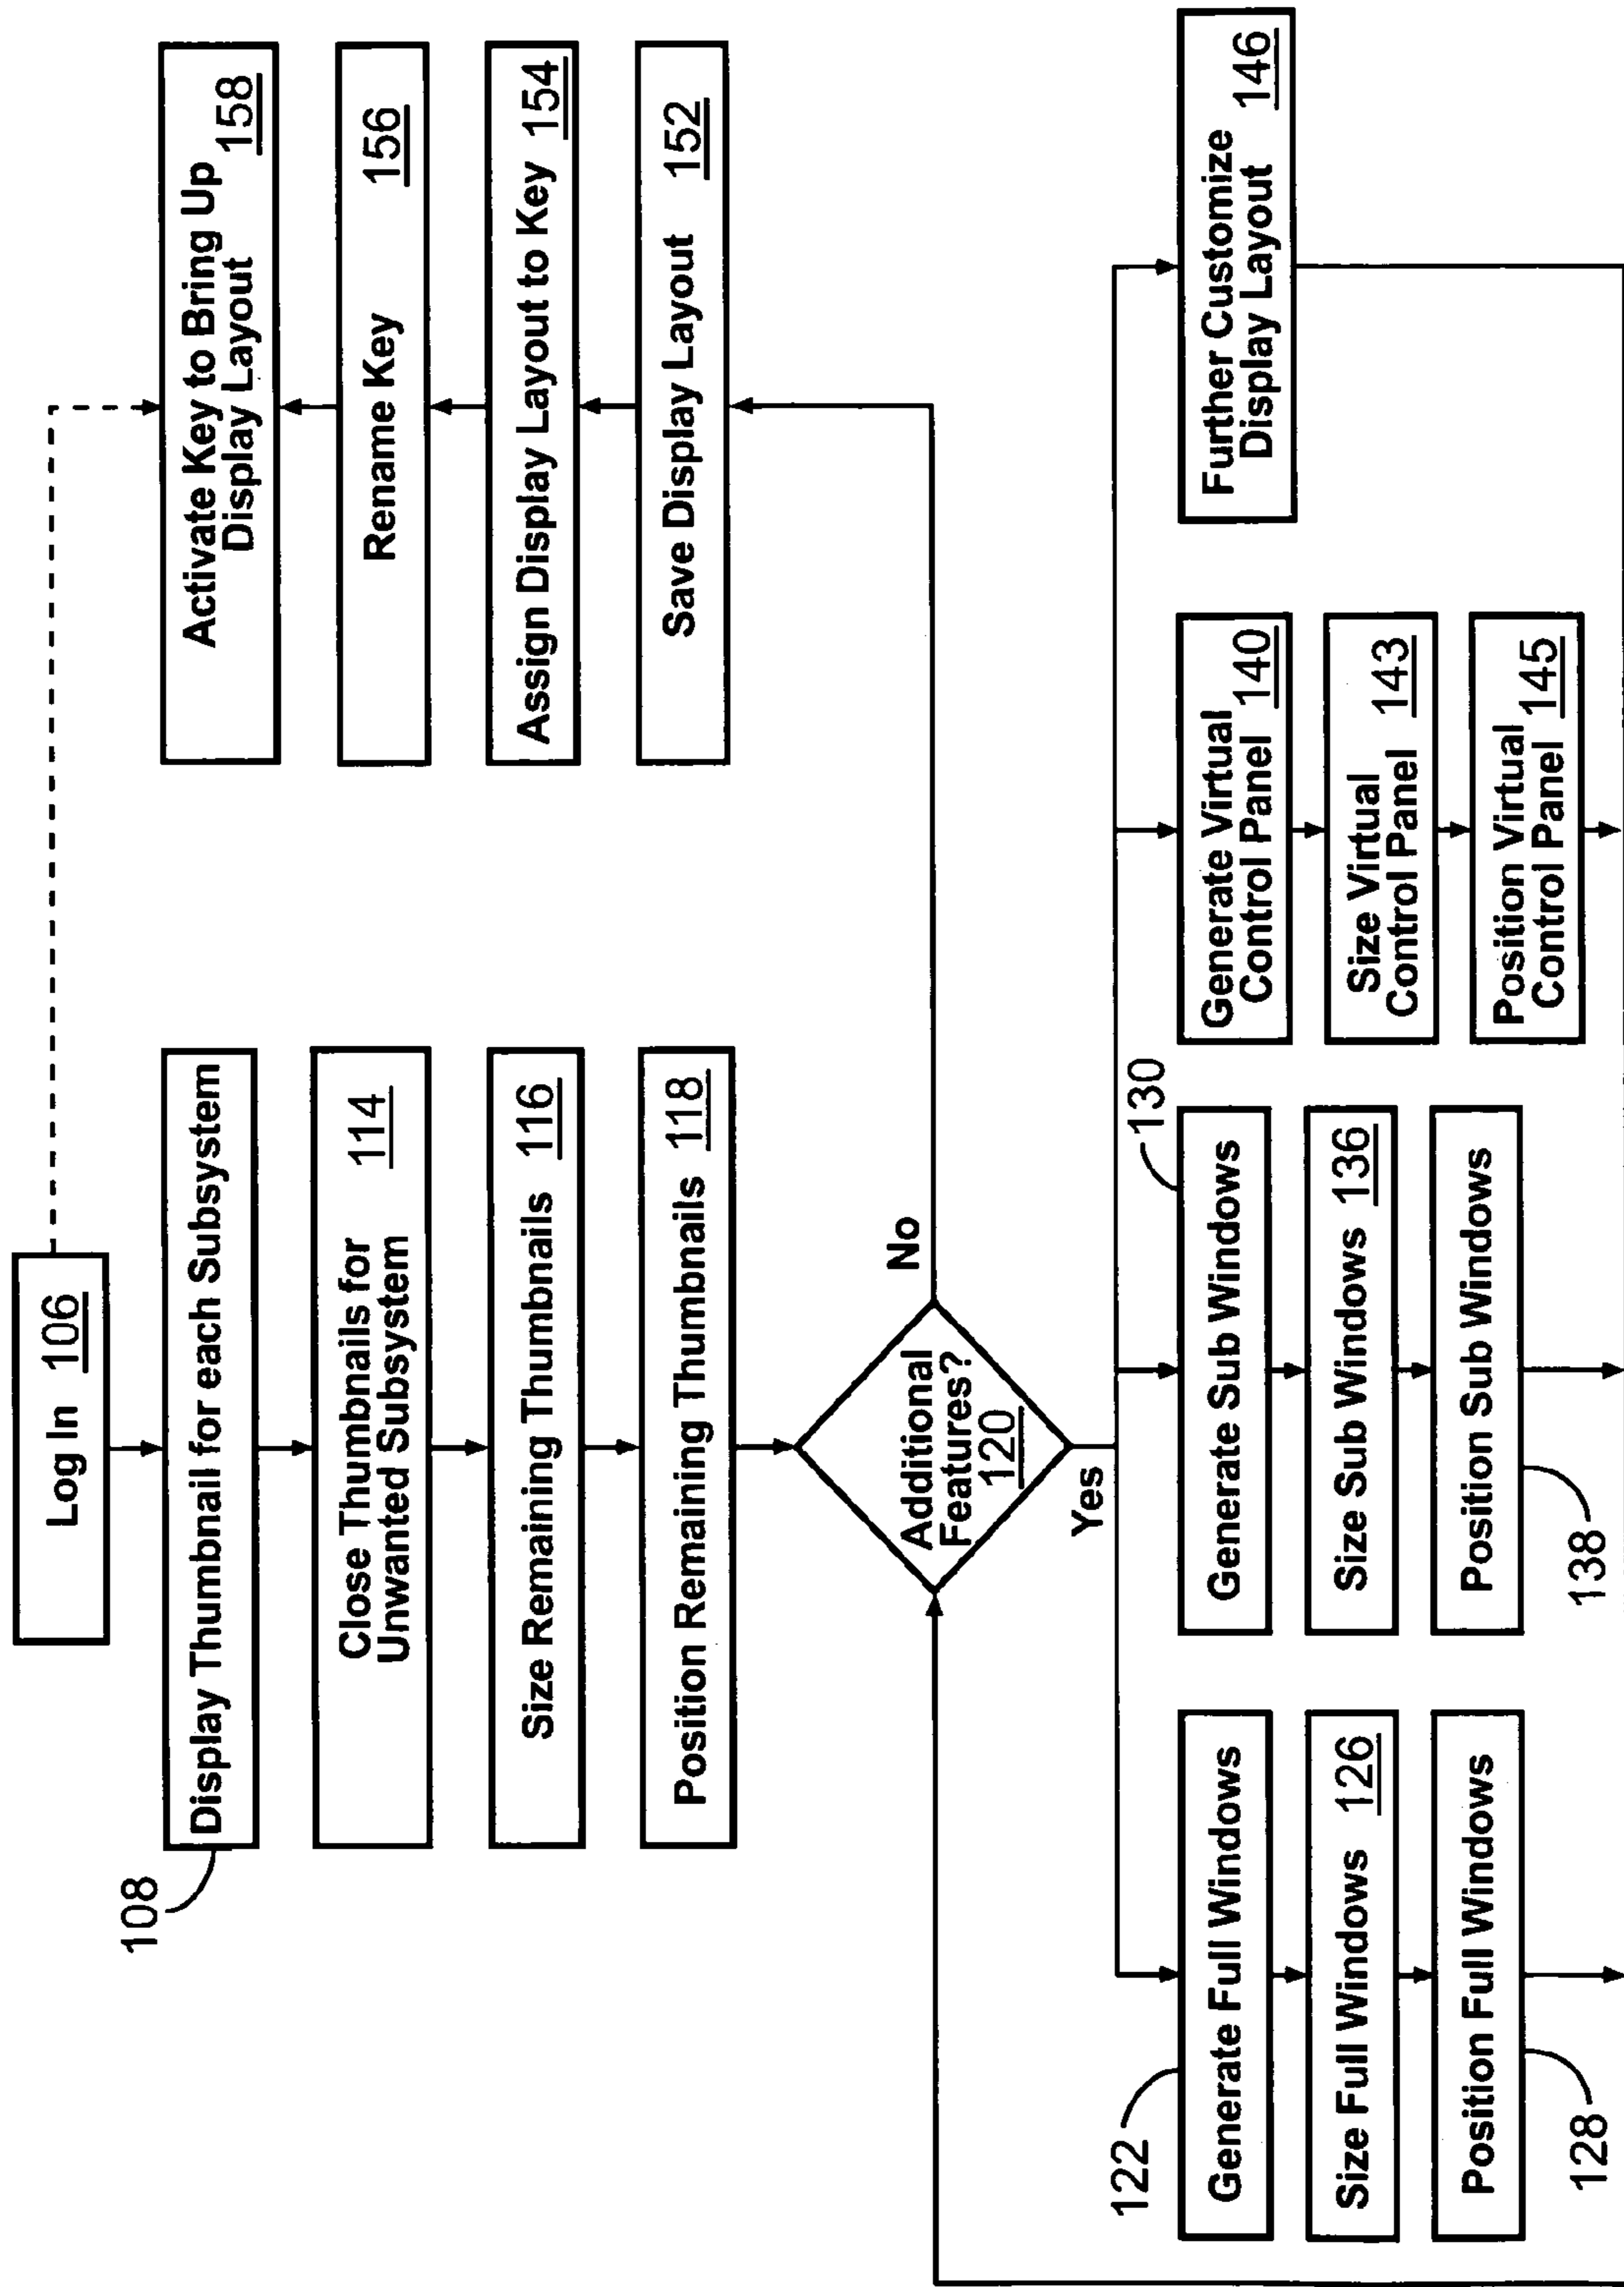 Log In 106
Display Thumbnail for each Subsystem
108
Close Thumbnails for
Unwanted Subsystem 114
Size Remaining Thumbnails 116
Position Remaining Thumbnails 118
Additional
Features?
120
No
Yes
Activate Key to Bring Up
Display Layout 158
Rename Key 156
Assign Display Layout to Key 154
Save Display Layout 152
122
Generate Full Windows
Size Full Windows 126
Position Full Windows
128
130
Generate Sub Windows
Size Sub Windows 136
Position Sub Windows
138
Generate Virtual
Control Panel 140
Size Virtual
Control Panel 143
Position Virtual
Control Panel 145
Further Customize
Display Layout 146